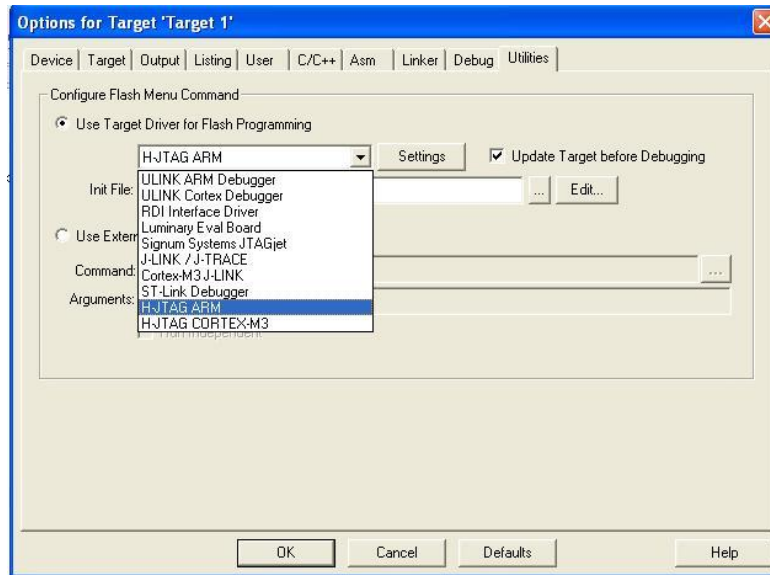 Options for Target 'Target 1'
Device Target Output Listing User C/C++ Asm Linker Debug Utilities
Configure Flash Menu Command
Use Target Driver for Flash Programming
H-JTAG ARM Settings Update Target before Debugging
ULINK ARM Debugger
ULINK Cortex Debugger
Init File: ... Edit...
RDI Interface Driver
Luminary Eval Board
Use Extern
Signum Systems JTAGjet
J-LINK / J-TRACE
Command: ...
Cortex-M3 J-LINK
ST-Link Debugger
Arguments:
H-JTAG ARM
H-JTAG CORTEX-M3
Run Independent
OK Cancel Defaults Help